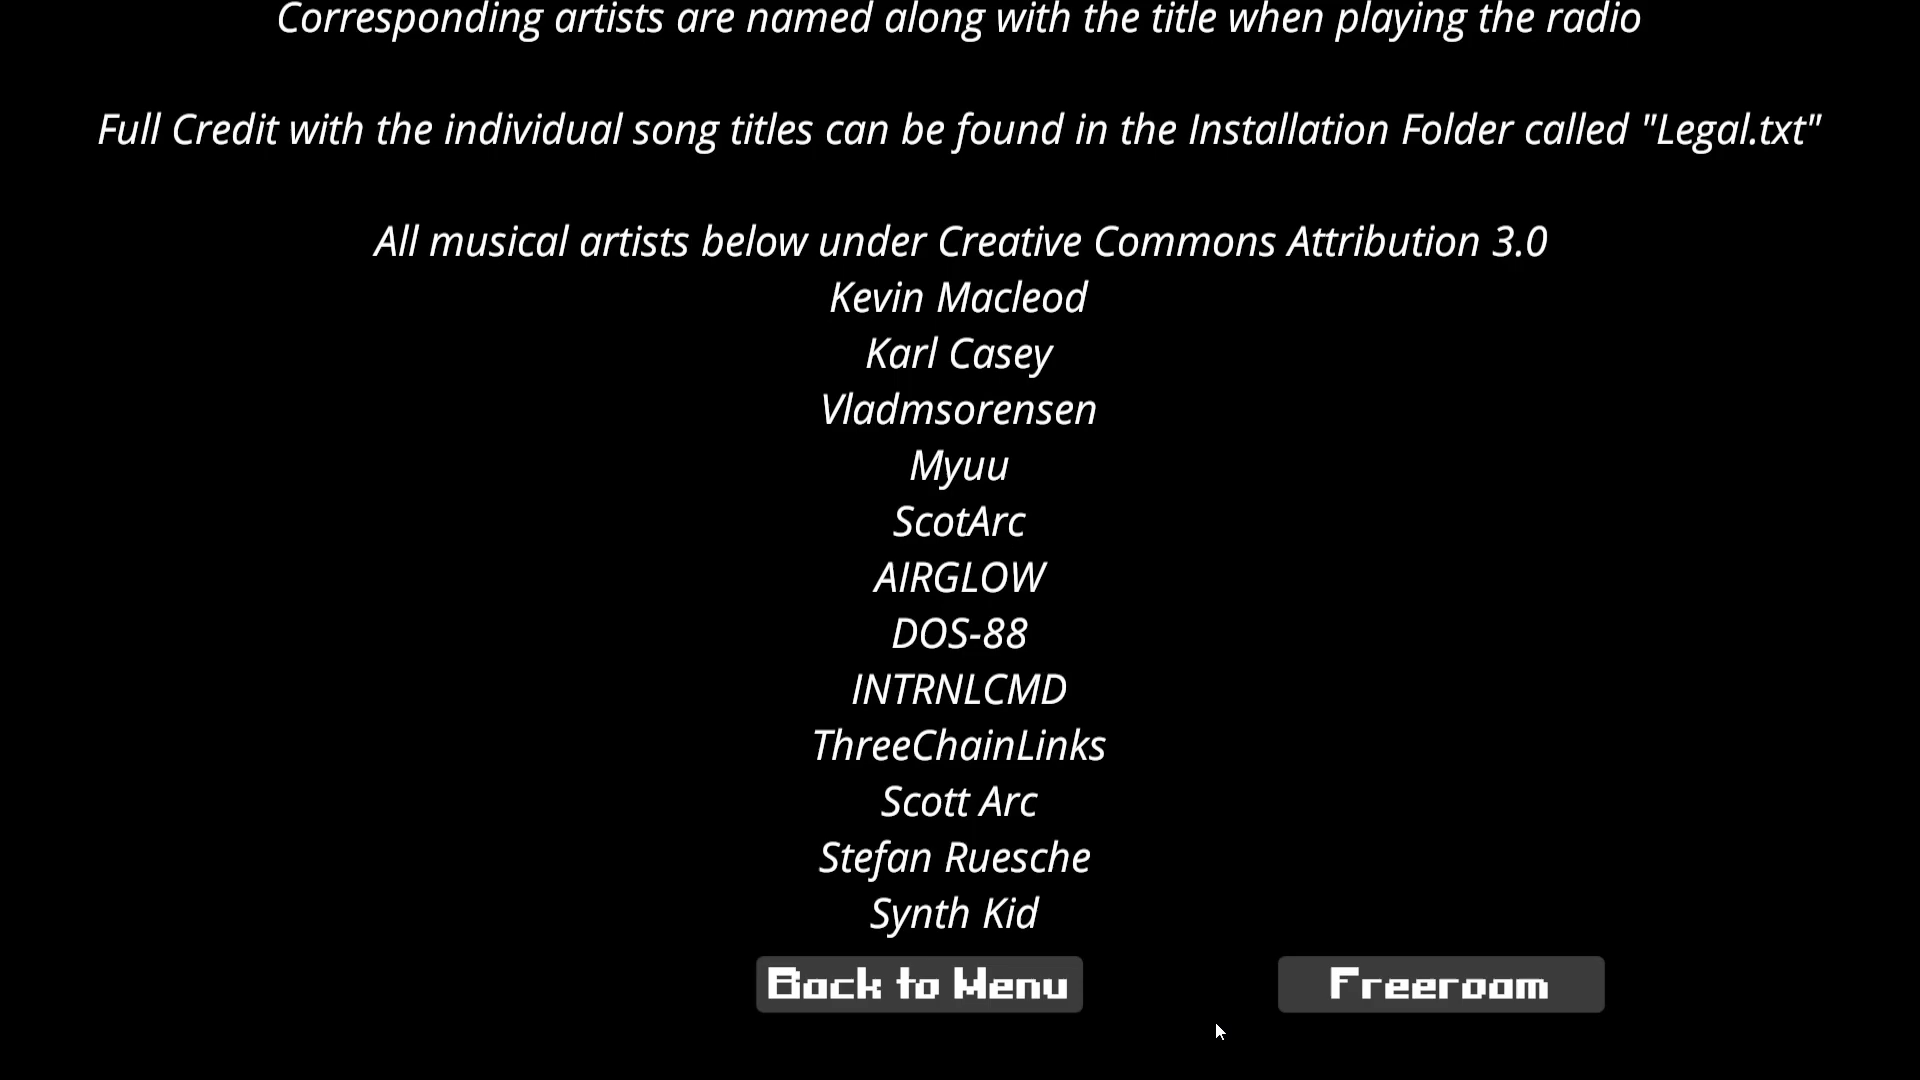 Corresponding artists are named along with the title when playing the radio
Full Credit with the individual song titles can be found in the Installation Folder called "Legal.txt"
All musical artists below under Creative Commons Attribution 3.0
Kevin Macleod
Karl Casey
Vladmsorensen
Myuu
ScotArc
AIRGLOW
DOS-88
INTRNLCMD
ThreeChainLinks
Scott Arc
Stefan Ruesche
Synth Kid
Back to Menu
Freeroam